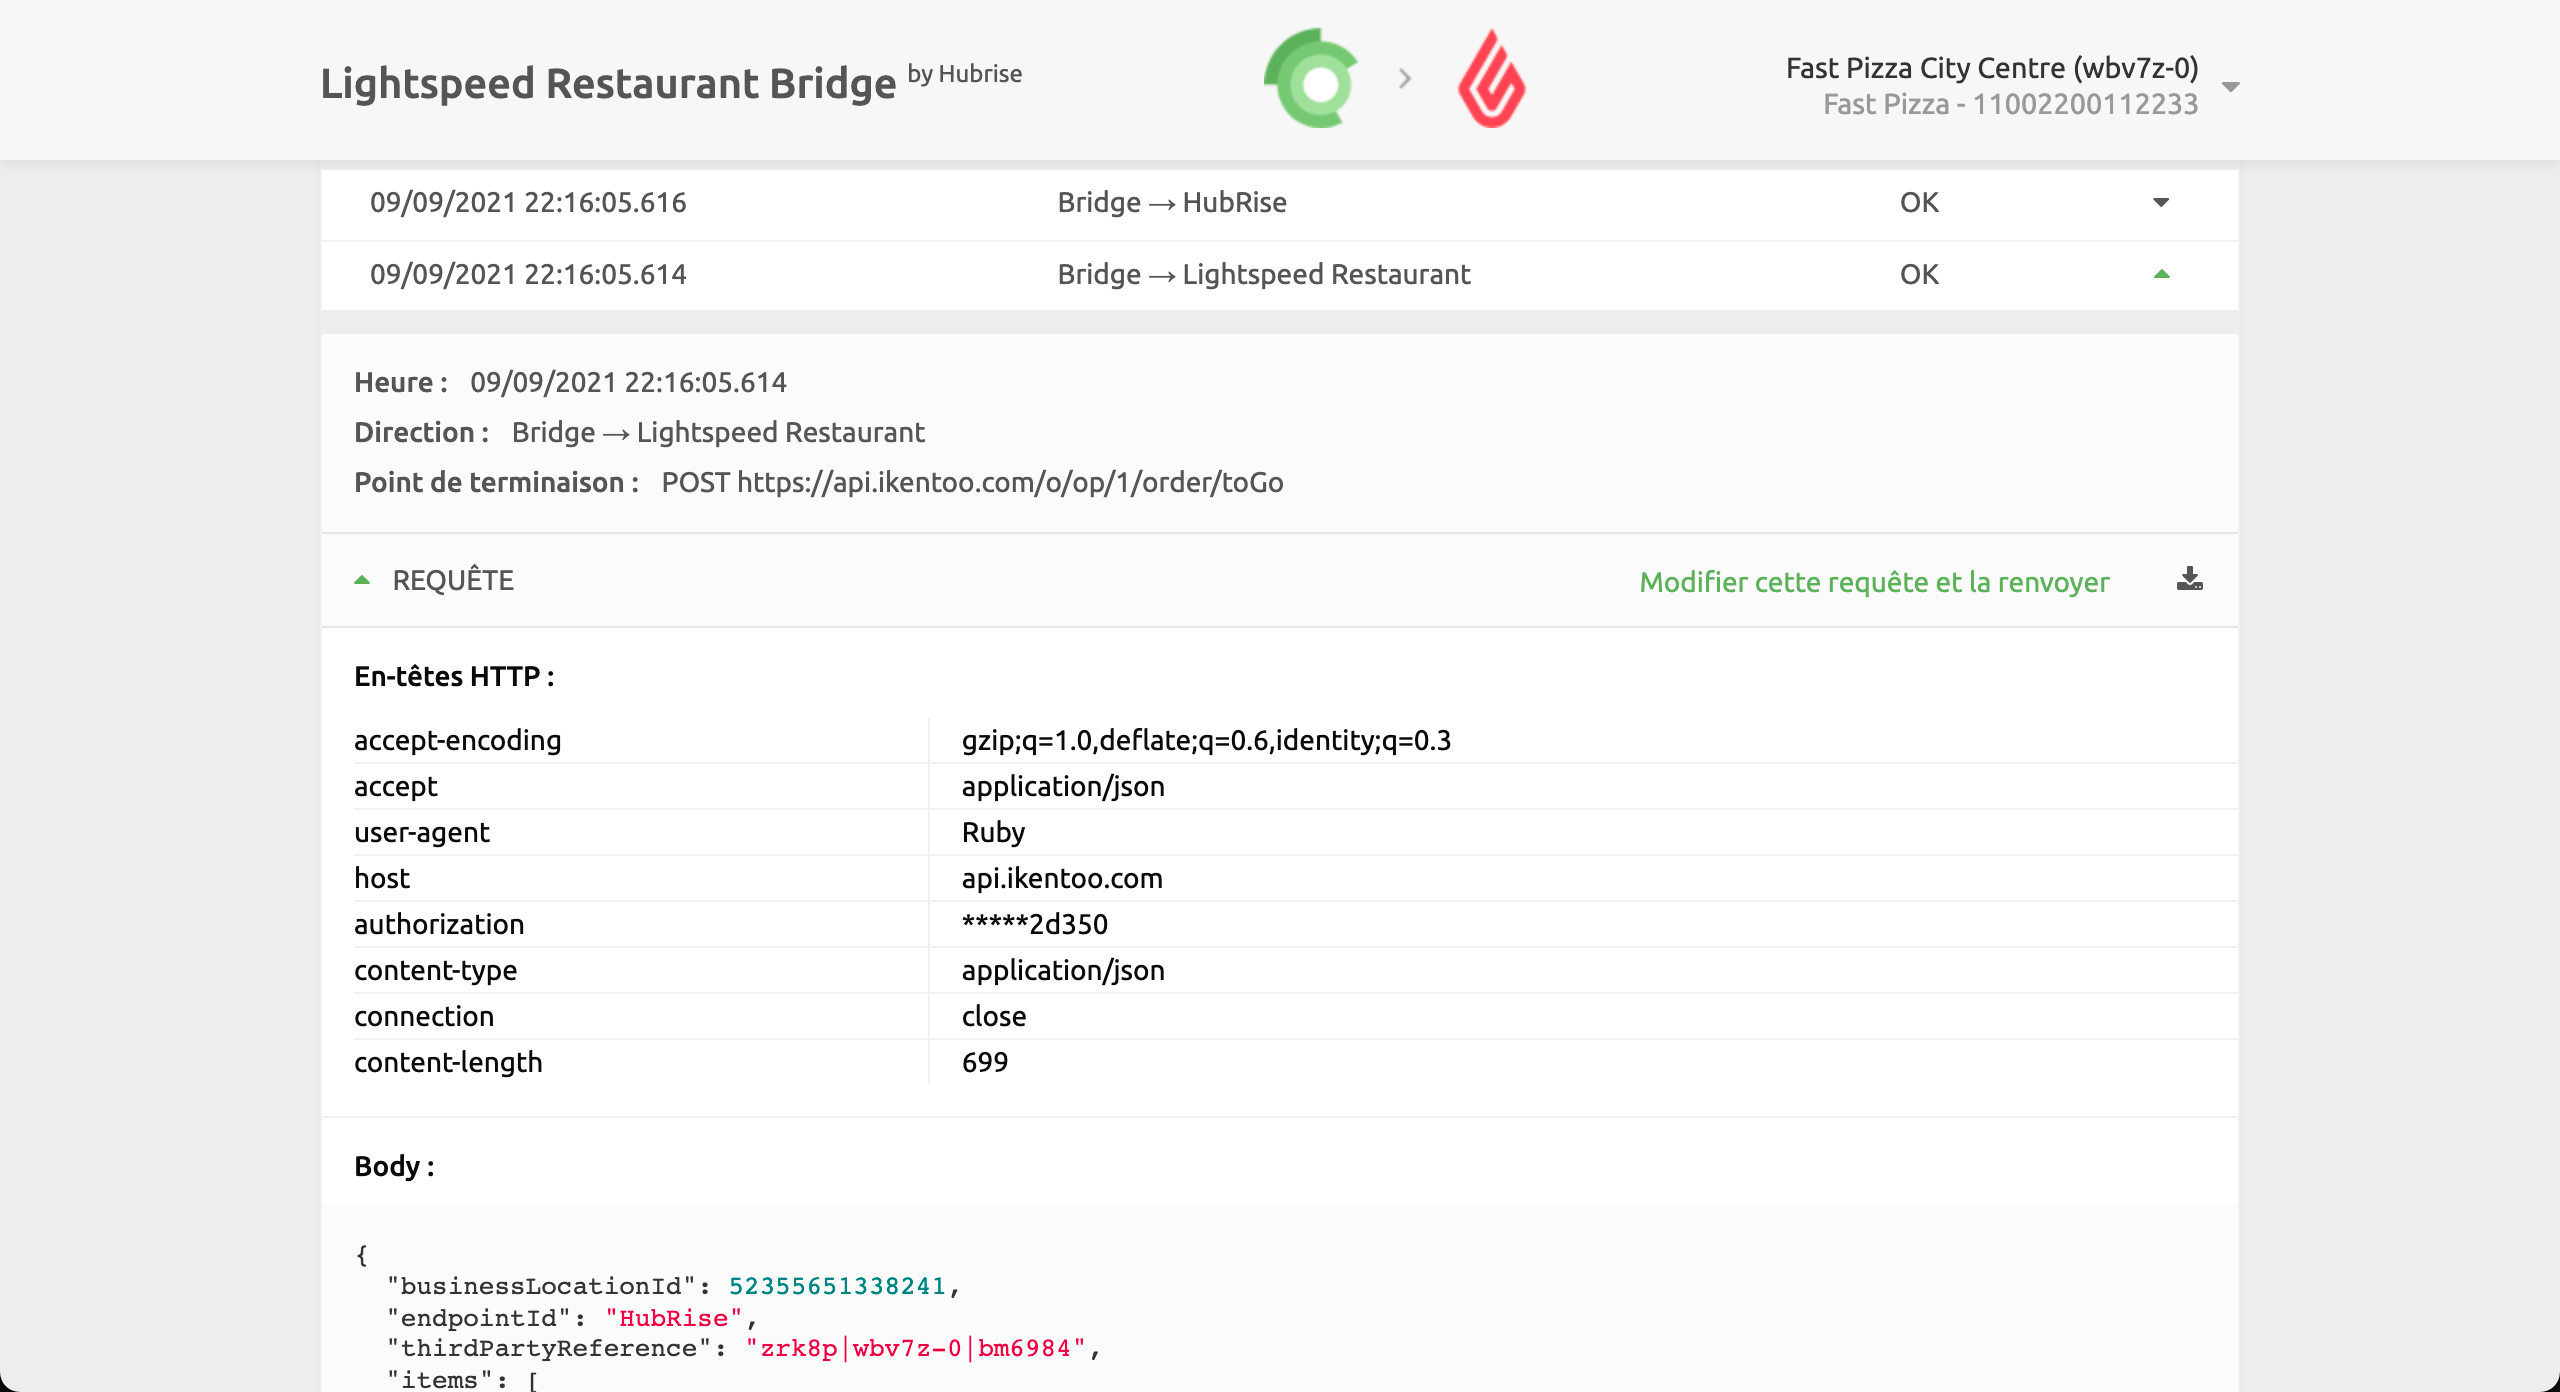 Lightspeed Restaurant Bridge by Hubrise
Fast Pizza City Centre (wbv7z-0)
Fast Pizza - 11002200112233
09/09/2021 22:16:05.616 Bridge → HubRise OK
09/09/2021 22:16:05.614 Bridge → Lightspeed Restaurant OK
Heure : 09/09/2021 22:16:05.614
Direction : Bridge → Lightspeed Restaurant
Point de terminaison : POST https://api.ikentoo.com/o/op/1/order/toGo
REQUÊTE Modifier cette requête et la renvoyer
En-têtes HTTP :
accept-encoding gzip;q=1.0,deflate;q=0.6,identity;q=0.3
accept application/json
user-agent Ruby
host api.ikentoo.com
authorization *****2d350
content-type application/json
connection close
content-length 699
Body :
{
"businessLocationId": 52355651338241,
"endpointId": "HubRise",
"thirdPartyReference": "zrk8p|wbv7z-0|bm6984",
"items": [